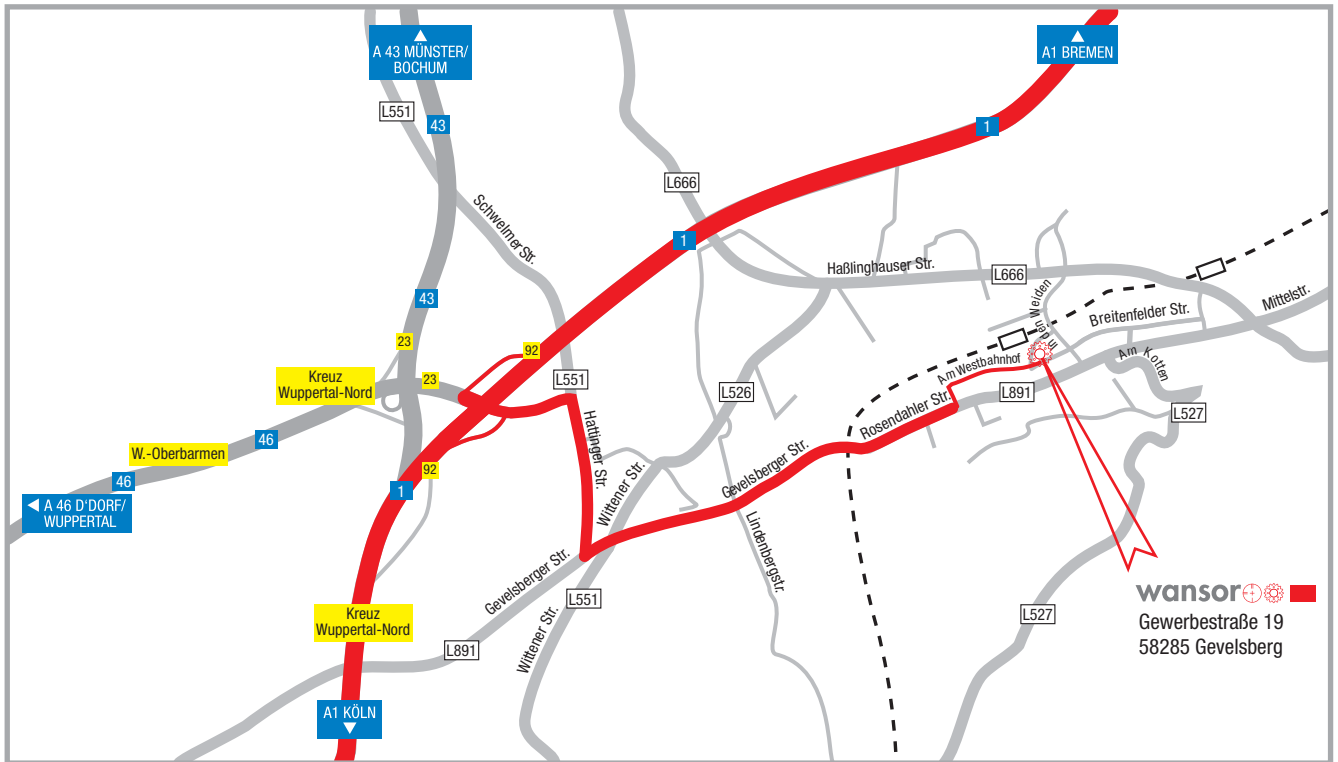 A 43 MÜNSTER/
BOCHUM
A1 BREMEN
L551
43
1
L666
Schwelmer Str.
1
Haßlinghauser Str.
L666
43
In den Weiden
Breitenfelder Str.
Mittelstr.
23
92
Am Westbahnhof
Am Kotten
Kreuz
Wuppertal-Nord
23
L551
L526
L891
Rosendahler Str.
L527
46
W.-Oberbarmen
Hattinger Str.
Gevelsberger Str.
92
46
1
Wittener Str.
A 46 D'DORF/
WUPPERTAL
Lindenbergstr.
Gevelsberger Str.
L551
wansor
Kreuz
Wuppertal-Nord
L527
Gewerbestraße 19
58285 Gevelsberg
L891
Wittener Str.
A1 KÖLN